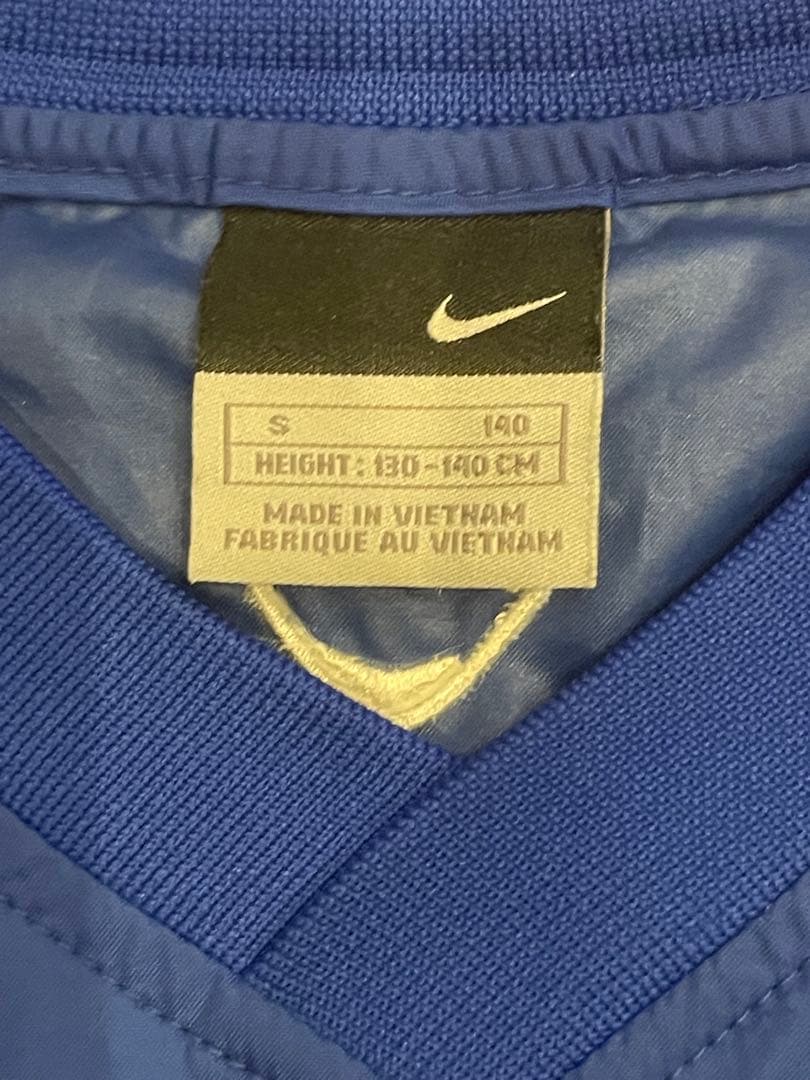 S 140
HEIGHT: 130-140 CM
MADE IN VIETNAM
FABRIQUE AU VIETNAM